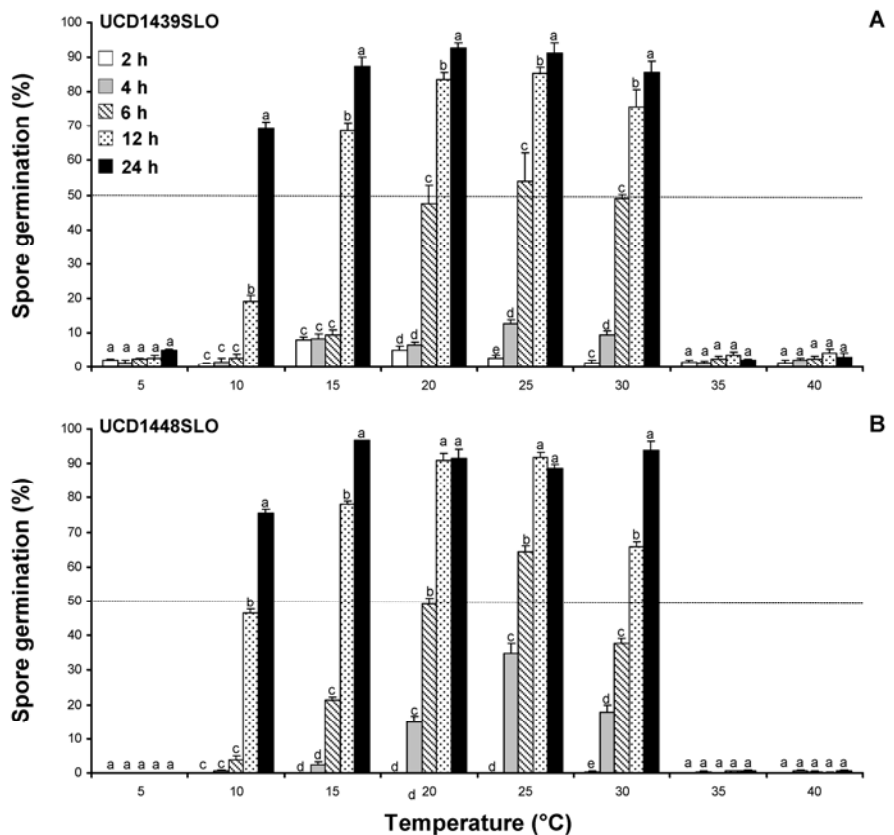 UCD1439SLO
A
2 h
4 h
6 h
12 h
24 h
Spore germination (%)
100
90
80
70
60
50
40
30
20
10
0
a a a a a
c c c b a
c c c b a
d d c b a
e d c b a
c d c b a
a a a a a
a a a a a
5 10 15 20 25 30 35 40
UCD1448SLO
B
Spore germination (%)
100
90
80
70
60
50
40
30
20
10
0
a a a a a
c c c b a
d d c b a
d c b a a
d c b a a
e d c b a
a a a a a
a a a a a
5 10 15 20 25 30 35 40
d
Temperature (°C)